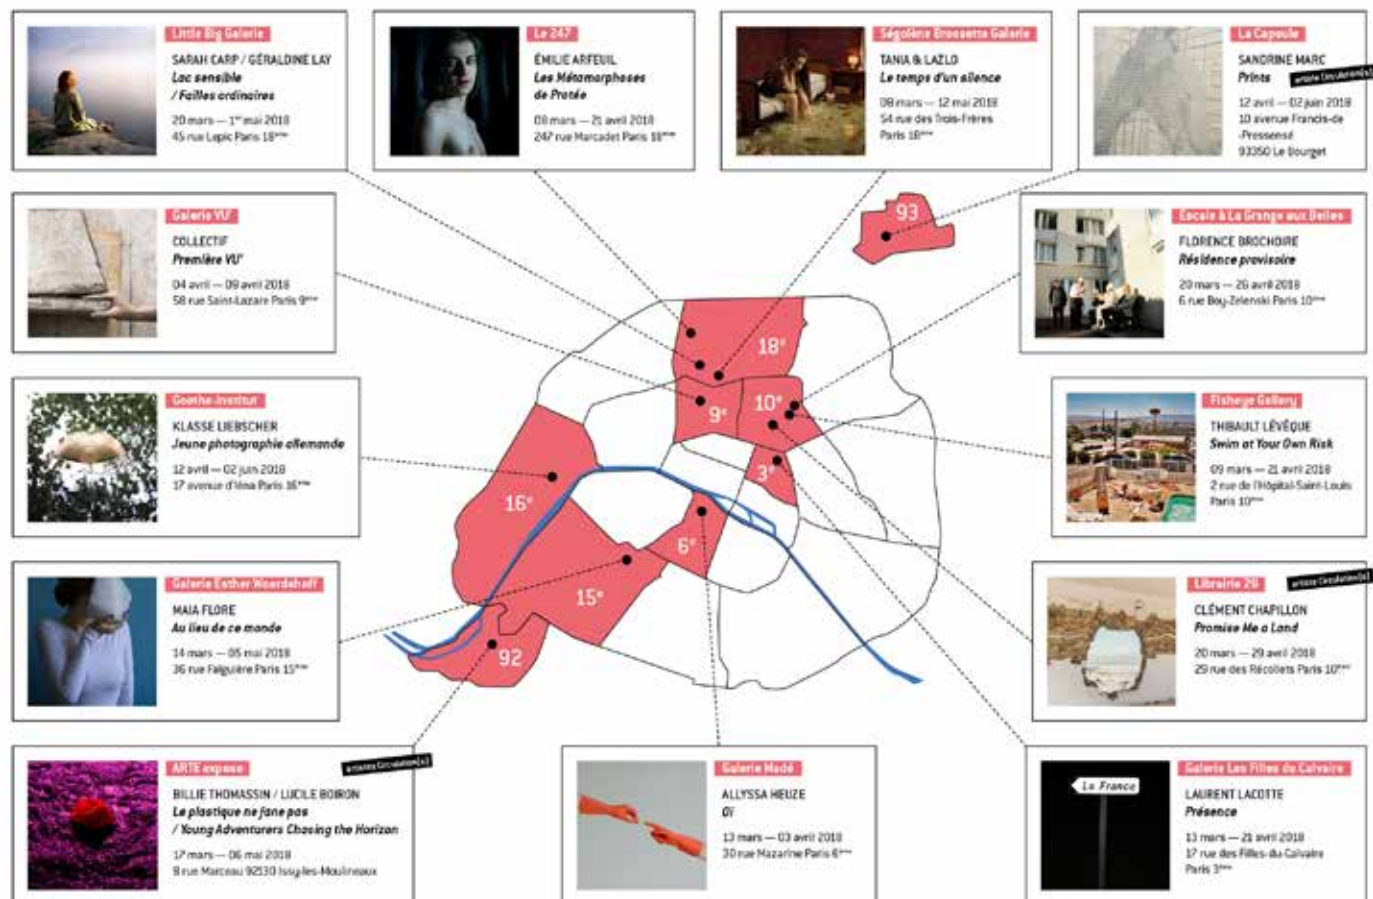 Little Big Galerie
SARAH CARP / GÉRALDINE LAY
Lac sensible
/ Failles ordinaires
20 mars — 1er mai 2018
45 rue Lepic Paris 18ème
Le 247
ÉMILIE ARFEUIL
Les Métamorphoses
de Protée
08 mars — 21 avril 2018
247 rue Marcadet Paris 18ème
Ségolène Brossette Galerie
TANIA & LAZLO
Le temps d'un silence
08 mars — 12 mai 2018
54 rue des Trois-Frères
Paris 18ème
La Capsule
SANDRINE MARC
Prints
artiste Circulation(s)
12 avril — 02 juin 2018
10 avenue Francis-de
-Pressensé
93350 Le Bourget
Galerie VU'
COLLECTIF
Première VU'
04 avril — 09 avril 2018
58 rue Saint-Lazare Paris 9ème
93
Escale à La Grange aux Belles
FLORENCE BROCHOIRE
Résidence provisoire
20 mars — 26 avril 2018
6 rue Boy-Zelenski Paris 10ème
18e
9e
10e
3e
16e
6e
15e
92
Goethe-Institut
KLASSE LIEBSCHER
Jeune photographie allemande
12 avril — 02 juin 2018
17 avenue d'Iéna Paris 16ème
Fisheye Gallery
THIBAULT LÉVÊQUE
Swim at Your Own Risk
09 mars — 21 avril 2018
2 rue de l'Hôpital-Saint-Louis
Paris 10ème
Galerie Esther Woerdehoff
MAIA FLORE
Au lieu de ce monde
14 mars — 05 mai 2018
36 rue Falguière Paris 15ème
Librairie 29
artiste Circulation(s)
CLÉMENT CHAPILLON
Promise Me a Land
20 mars — 29 avril 2018
29 rue des Récollets Paris 10ème
ARTE expose
artistes Circulation(s)
BILLIE THOMASSIN / LUCILE BOIRON
Le plastique ne fane pas
/ Young Adventurers Chasing the Horizon
17 mars — 06 mai 2018
8 rue Marceau 92130 Issy-les-Moulineaux
Galerie Madé
ALLYSSA HEUZE
13 mars — 03 avril 2018
30 rue Mazarine Paris 6ème
La France
Galerie Les Filles du Calvaire
LAURENT LACOTTE
Présence
13 mars — 21 avril 2018
17 rue des Filles-du-Calvaire
Paris 3ème